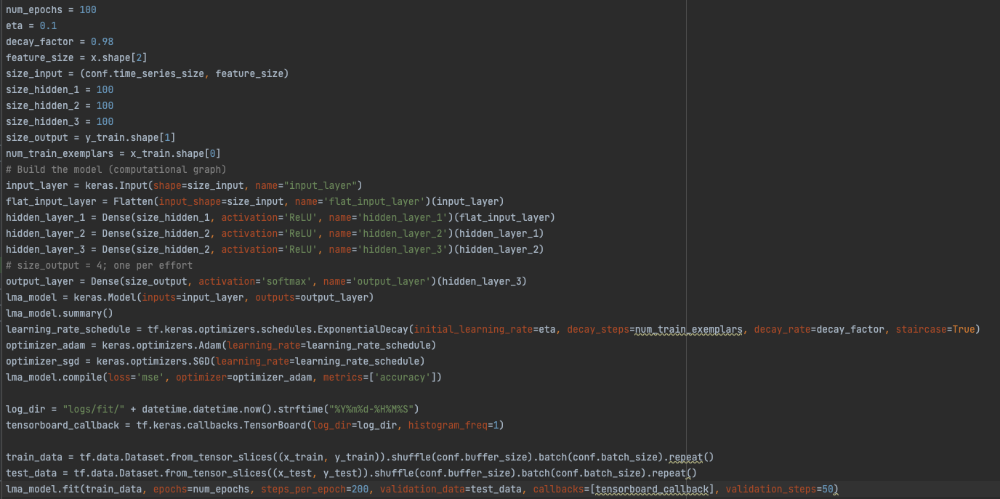 num_epochs = 100
eta = 0.1
decay_factor = 0.98
feature_size = x.shape[2]
size_input = (conf.time_series_size, feature_size)
size_hidden_1 = 100
size_hidden_2 = 100
size_hidden_3 = 100
size_output = y_train.shape[1]
num_train_exemplars = x_train.shape[0]
# Build the model (computational graph)
input_layer = keras.Input(shape=size_input, name="input_layer")
flat_input_layer = Flatten(input_shape=size_input, name='flat_input_layer')(input_layer)
hidden_layer_1 = Dense(size_hidden_1, activation='ReLU', name='hidden_layer_1')(flat_input_layer)
hidden_layer_2 = Dense(size_hidden_2, activation='ReLU', name='hidden_layer_2')(hidden_layer_1)
hidden_layer_3 = Dense(size_hidden_2, activation='ReLU', name='hidden_layer_3')(hidden_layer_2)
# size_output = 4; one per effort
output_layer = Dense(size_output, activation='softmax', name='output_layer')(hidden_layer_3)
lma_model = keras.Model(inputs=input_layer, outputs=output_layer)
lma_model.summary()
learning_rate_schedule = tf.keras.optimizers.schedules.ExponentialDecay(initial_learning_rate=eta, decay_steps=num_train_exemplars, decay_rate=decay_factor, staircase=True)
optimizer_adam = keras.optimizers.Adam(learning_rate=learning_rate_schedule)
optimizer_sgd = keras.optimizers.SGD(learning_rate=learning_rate_schedule)
lma_model.compile(loss='mse', optimizer=optimizer_adam, metrics=['accuracy'])
log_dir = "logs/fit/" + datetime.datetime.now().strftime("%Y%m%d-%H%M%S")
tensorboard_callback = tf.keras.callbacks.TensorBoard(log_dir=log_dir, histogram_freq=1)
train_data = tf.data.Dataset.from_tensor_slices((x_train, y_train)).shuffle(conf.buffer_size).batch(conf.batch_size).repeat()
test_data = tf.data.Dataset.from_tensor_slices((x_test, y_test)).shuffle(conf.buffer_size).batch(conf.batch_size).repeat()
lma_model.fit(train_data, epochs=num_epochs, steps_per_epoch=200, validation_data=test_data, callbacks=[tensorboard_callback], validation_steps=50)